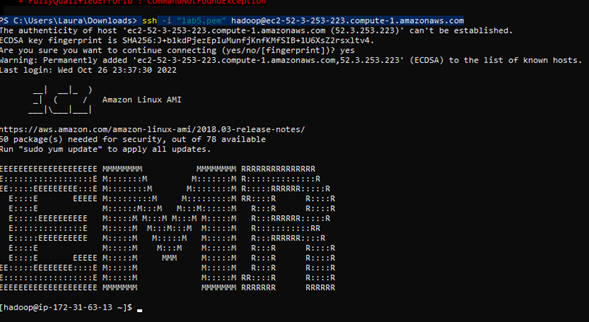 + FullyQualifiedErrorId : CommandNotFoundException
PS C:\Users\Laura\Downloads> ssh -i "lab5.pem" hadoop@ec2-52-3-253-223.compute-1.amazonaws.com
The authenticity of host 'ec2-52-3-253-223.compute-1.amazonaws.com (52.3.253.223)' can't be established.
ECDSA key fingerprint is
Are you sure you want to continue connecting (yes/no/[fingerprint])? yes
Warning: Permanently added 'ec2-52-3-253-223.compute-1.amazonaws.com,52.3.253.223' (ECDSA) to the list of known hosts.
Last login: Wed Oct 26 23:37:30 2022
       __|  __|_  )
       _|  (     /   Amazon Linux AMI
      ___|\___|___|
https://aws.amazon.com/amazon-linux-ami/2018.03-release-notes/
60 package(s) needed for security, out of 78 available
Run "sudo yum update" to apply all updates.
EEEEEEEEEEEEEEEEEEEE MMMMMMMM           MMMMMMMM RRRRRRRRRRRRRRR
E::::::::::::::::::E M:::::::M         M:::::::M R::::::::::::::R
EE:::::EEEEEEEEE:::E M::::::::M       M::::::::M R:::::RRRRRR:::::R
  E::::E       EEEEE M:::::::::M     M:::::::::M RR::::R      R::::R
  E::::E             M::::::M:::M   M:::M::::::M   R:::R      R::::R
  E:::::EEEEEEEEEE   M:::::M M:::M M:::M M:::::M   R:::RRRRRR:::::R
  E::::::::::::::E   M:::::M  M:::M:::M  M:::::M   R:::::::::::RR
  E:::::EEEEEEEEEE   M:::::M   M:::::M   M:::::M   R:::RRRRRR::::R
  E::::E             M:::::M    M:::M    M:::::M   R:::R      R::::R
  E::::E       EEEEE M:::::M     MMM     M:::::M   R:::R      R::::R
EE:::::EEEEEEEE::::E M:::::M             M:::::M   R:::R      R::::R
E::::::::::::::::::E M:::::M             M:::::M RR::::R      R::::R
EEEEEEEEEEEEEEEEEEEE MMMMMMM             MMMMMMM RRRRRRR      RRRRRR
[hadoop@ip-172-31-63-13 ~]$